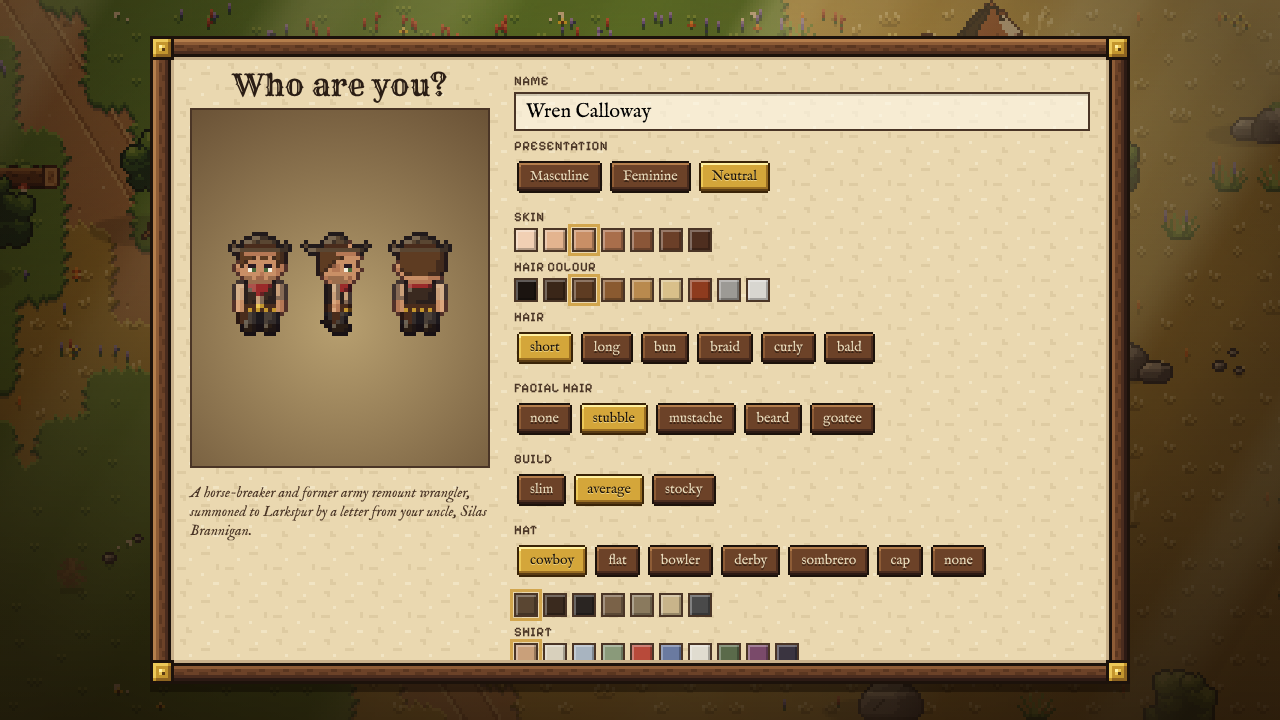 Who are you?
A horse-breaker and former army remount wrangler,
summoned to Larkspur by a letter from your uncle, Silas
Brannigan.
NAME
Wren Calloway
PRESENTATION
Masculine Feminine Neutral
SKIN
HAIR COLOUR
HAIR
short long bun braid curly bald
FACIAL HAIR
none stubble mustache beard goatee
BUILD
slim average stocky
HAT
cowboy flat bowler derby sombrero cap none
SHIRT